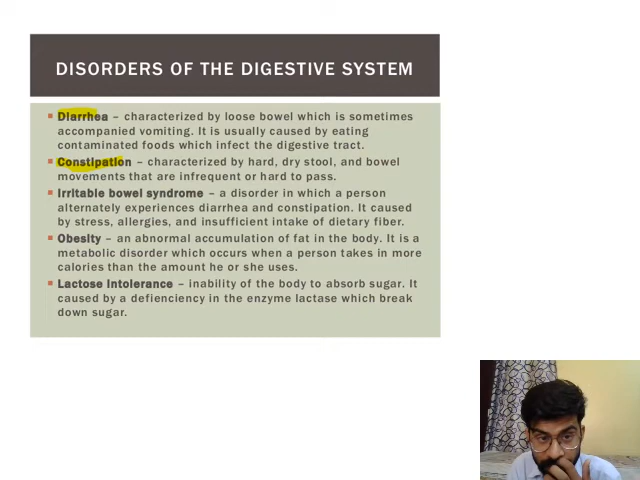 DISORDERS OF THE DIGESTIVE SYSTEM
Diarrhea – characterized by loose bowel which is sometimes
accompanied vomiting. It is usually caused by eating
contaminated foods which infect the digestive tract.
Constipation – characterized by hard, dry stool, and bowel
movements that are infrequent or hard to pass.
Irritable bowel syndrome – a disorder in which a person
alternately experiences diarrhea and constipation. It caused
by stress, allergies, and insufficient intake of dietary fiber.
Obesity – an abnormal accumulation of fat in the body. It is a
metabolic disorder which occurs when a person takes in more
calories than the amount he or she uses.
Lactose Intolerance – inability of the body to absorb sugar. It
caused by a defienciency in the enzyme lactase which break
down sugar.